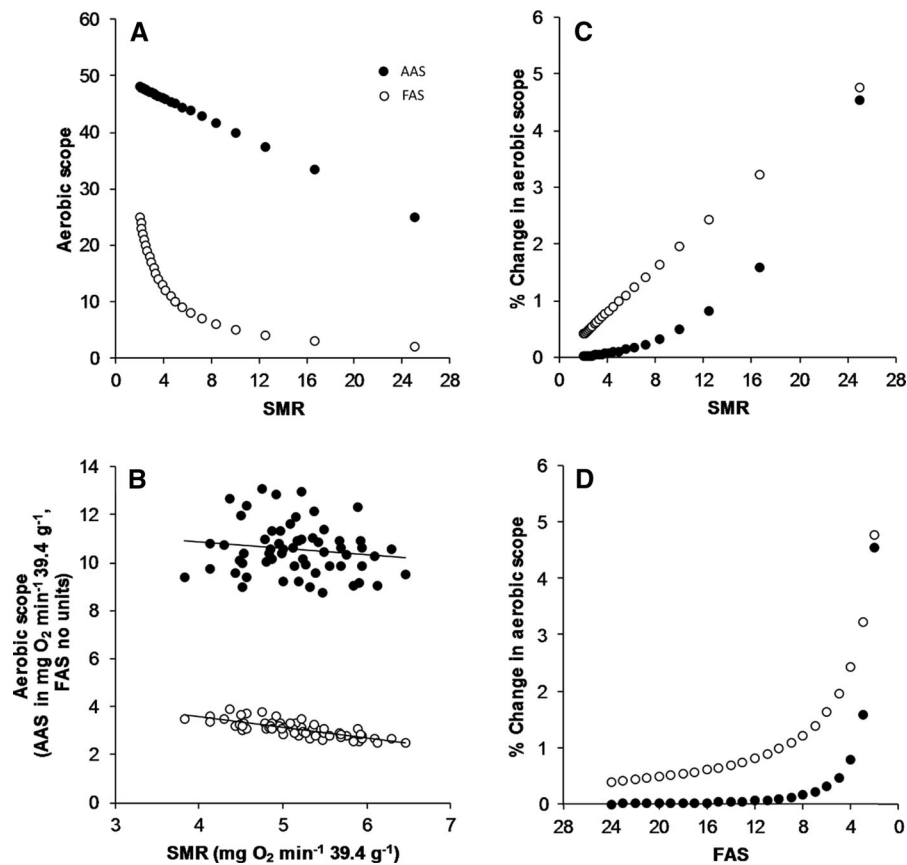 A
AAS
FAS
Aerobic scope
60
50
40
30
20
10
0
0 4 8 12 16 20 24 28
SMR
C
% Change in aerobic scope
6
5
4
3
2
1
0
0 4 8 12 16 20 24 28
SMR
B
Aerobic scope
(AAS in mg O₂ min⁻¹ 39.4 g⁻¹,
FAS no units)
14
12
10
8
6
4
2
0
3 4 5 6 7
SMR (mg O₂ min⁻¹ 39.4 g⁻¹)
D
% Change in aerobic scope
6
5
4
3
2
1
0
28 24 20 16 12 8 4 0
FAS